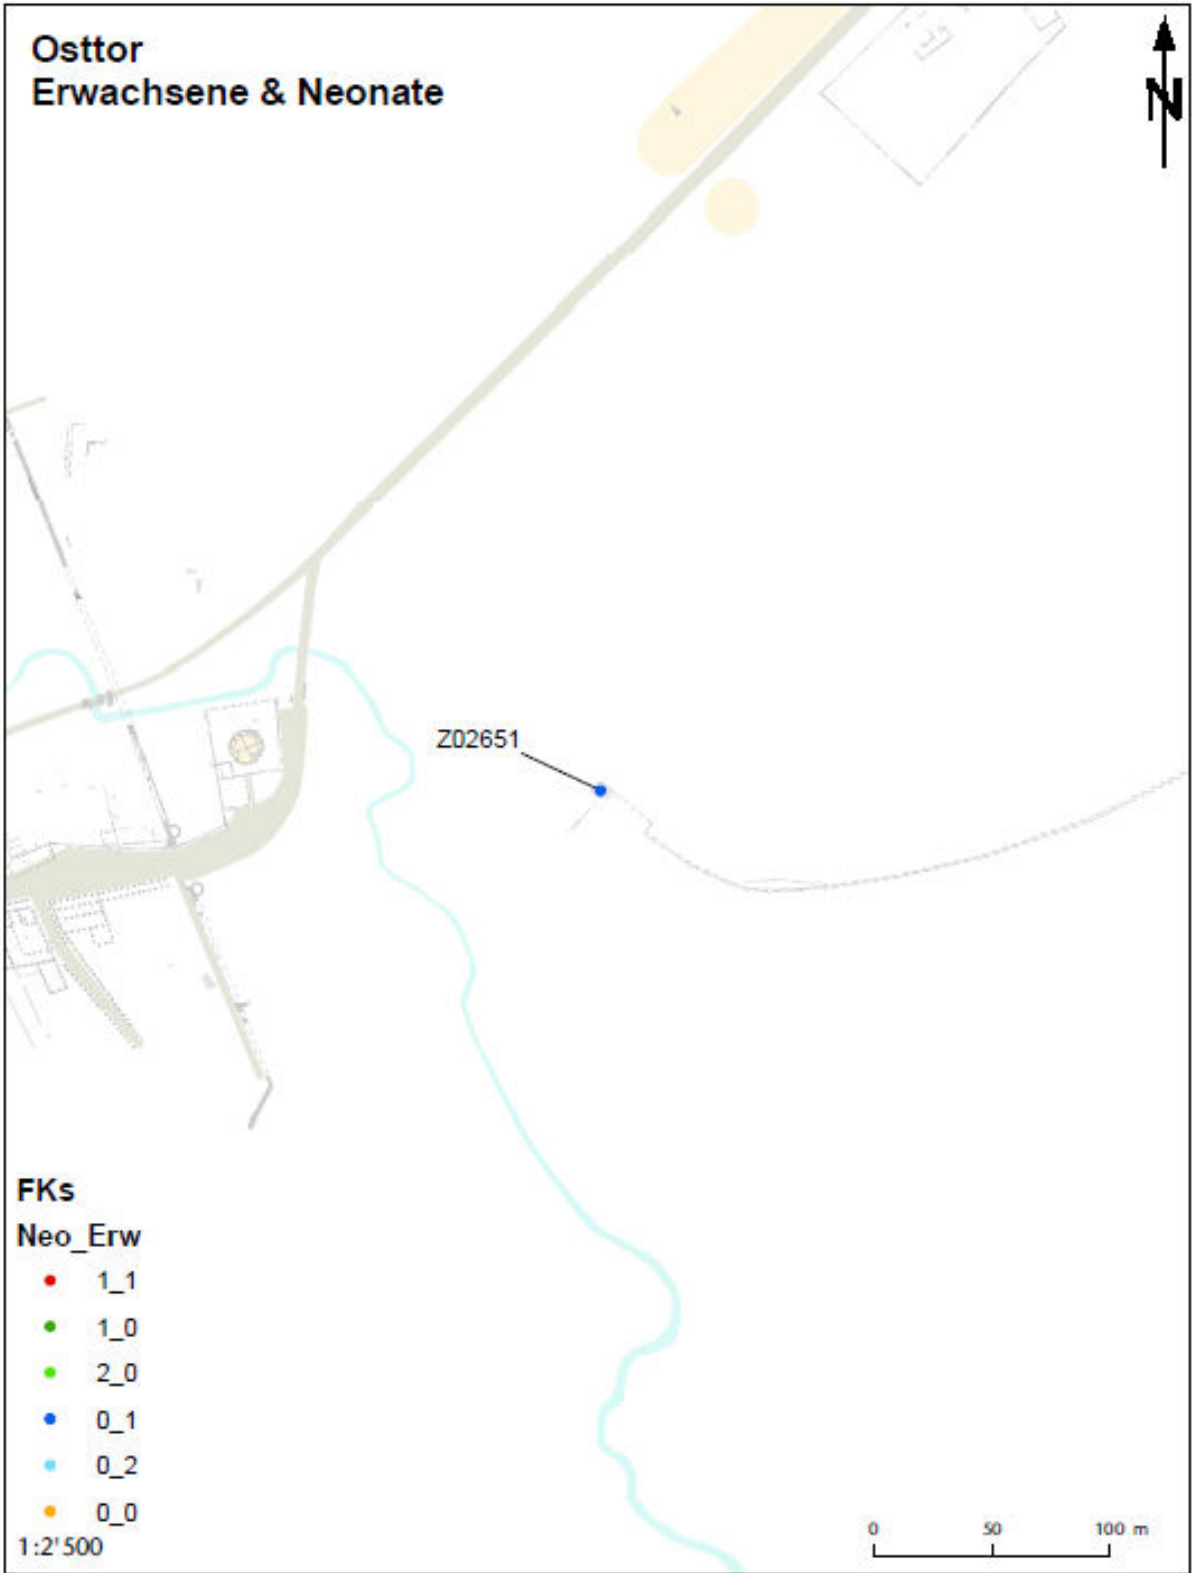 Osttor
Erwachsene & Neonate
N
Z02651
FKs
Neo_Erw
1_1
1_0
2_0
0_1
0_2
0_0
1:2'500
0 50 100 m